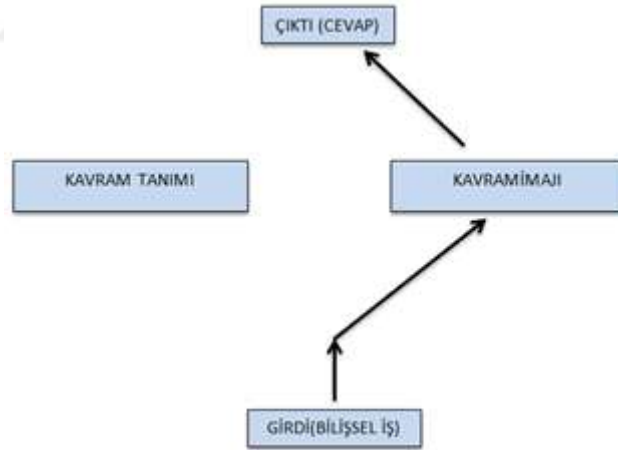 ÇIKTI (CEVAP)
KAVRAM TANIMI
KAVRAMİMAJI
GİRDİ(BİLİŞSEL İŞ)